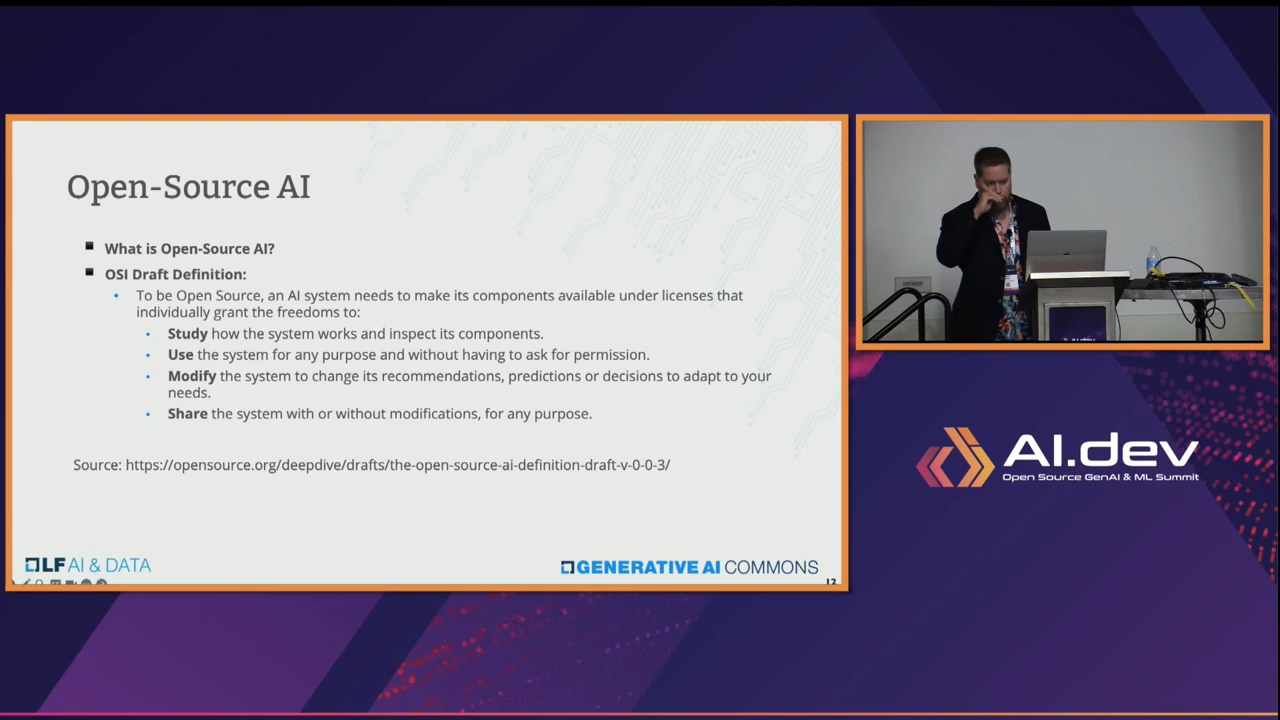 Open-Source AI
What is Open-Source AI?
OSI Draft Definition:
To be Open Source, an AI system needs to make its components available under licenses that
individually grant the freedoms to:
Study how the system works and inspect its components.
Use the system for any purpose and without having to ask for permission.
Modify the system to change its recommendations, predictions or decisions to adapt to your
needs.
Share the system with or without modifications, for any purpose.
Source: https://opensource.org/deepdive/drafts/the-open-source-ai-definition-draft-v-0-0-3/
LF AI & DATA
GENERATIVE AI COMMONS
12
AI.dev
Open Source GenAI & ML Summit
AI.dev